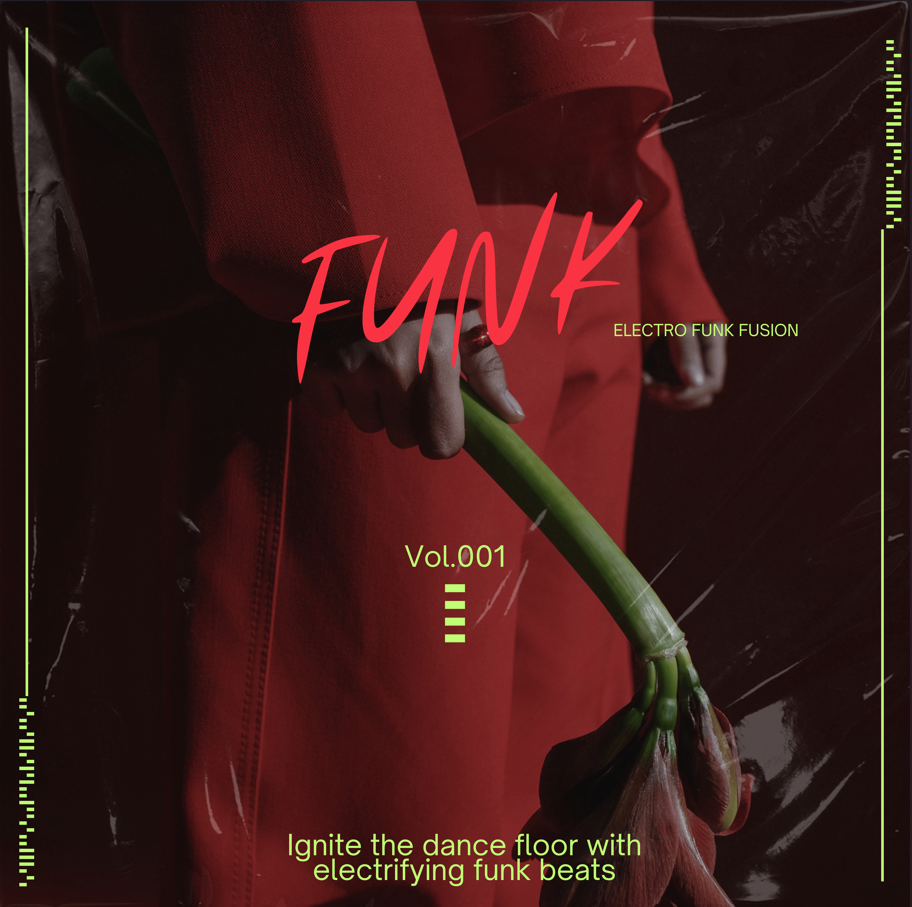 FUNK
ELECTRO FUNK FUSION
Vol.001
Ignite the dance floor with
electrifying funk beats